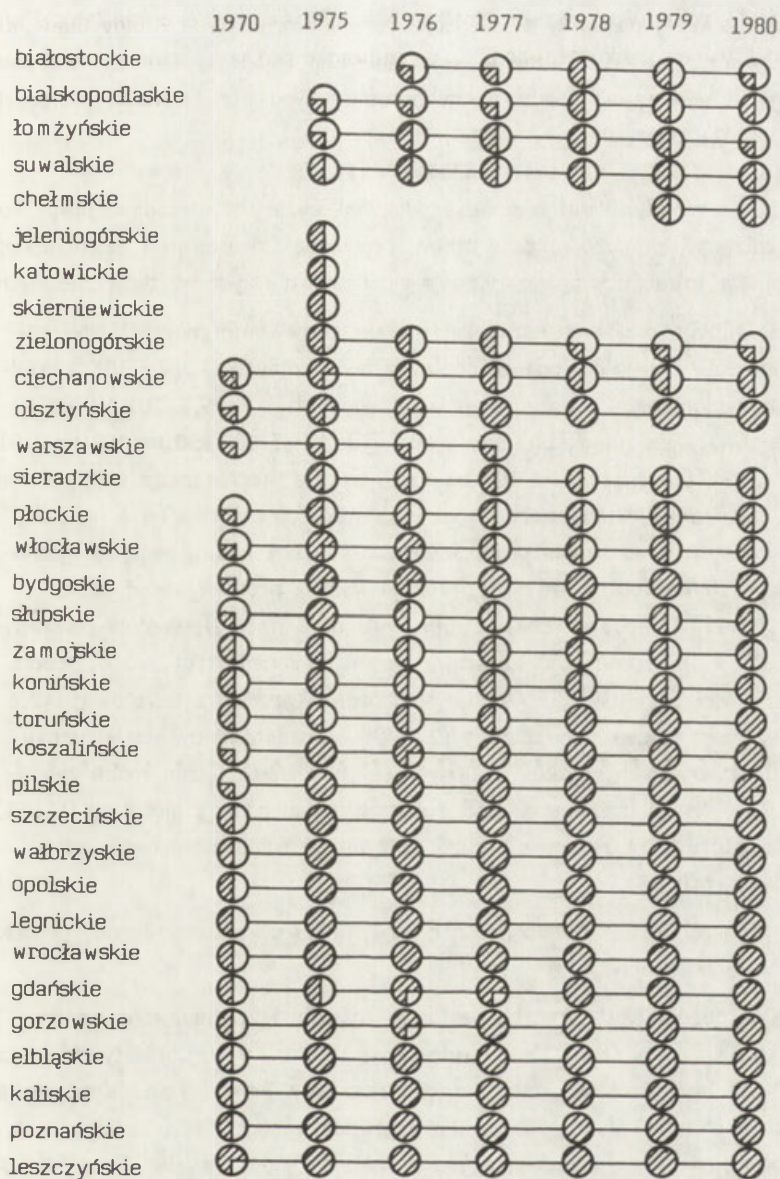 1970 1975 1976 1977 1978 1979 1980
białostockie
bialskopodlaskie
łomżyńskie
suwalskie
chełmskie
jeleniogórskie
katowickie
skierniewickie
zielonogórskie
ciechanowskie
olsztyńskie
warszawskie
sieradzkie
płockie
włocławskie
bydgoskie
słupskie
zamojskie
konińskie
toruńskie
koszalińskie
pilskie
szczecińskie
wałbrzyskie
opolskie
legnickie
wrocławskie
gdańskie
gorzowskie
elbląskie
kaliskie
poznańskie
leszczyńskie